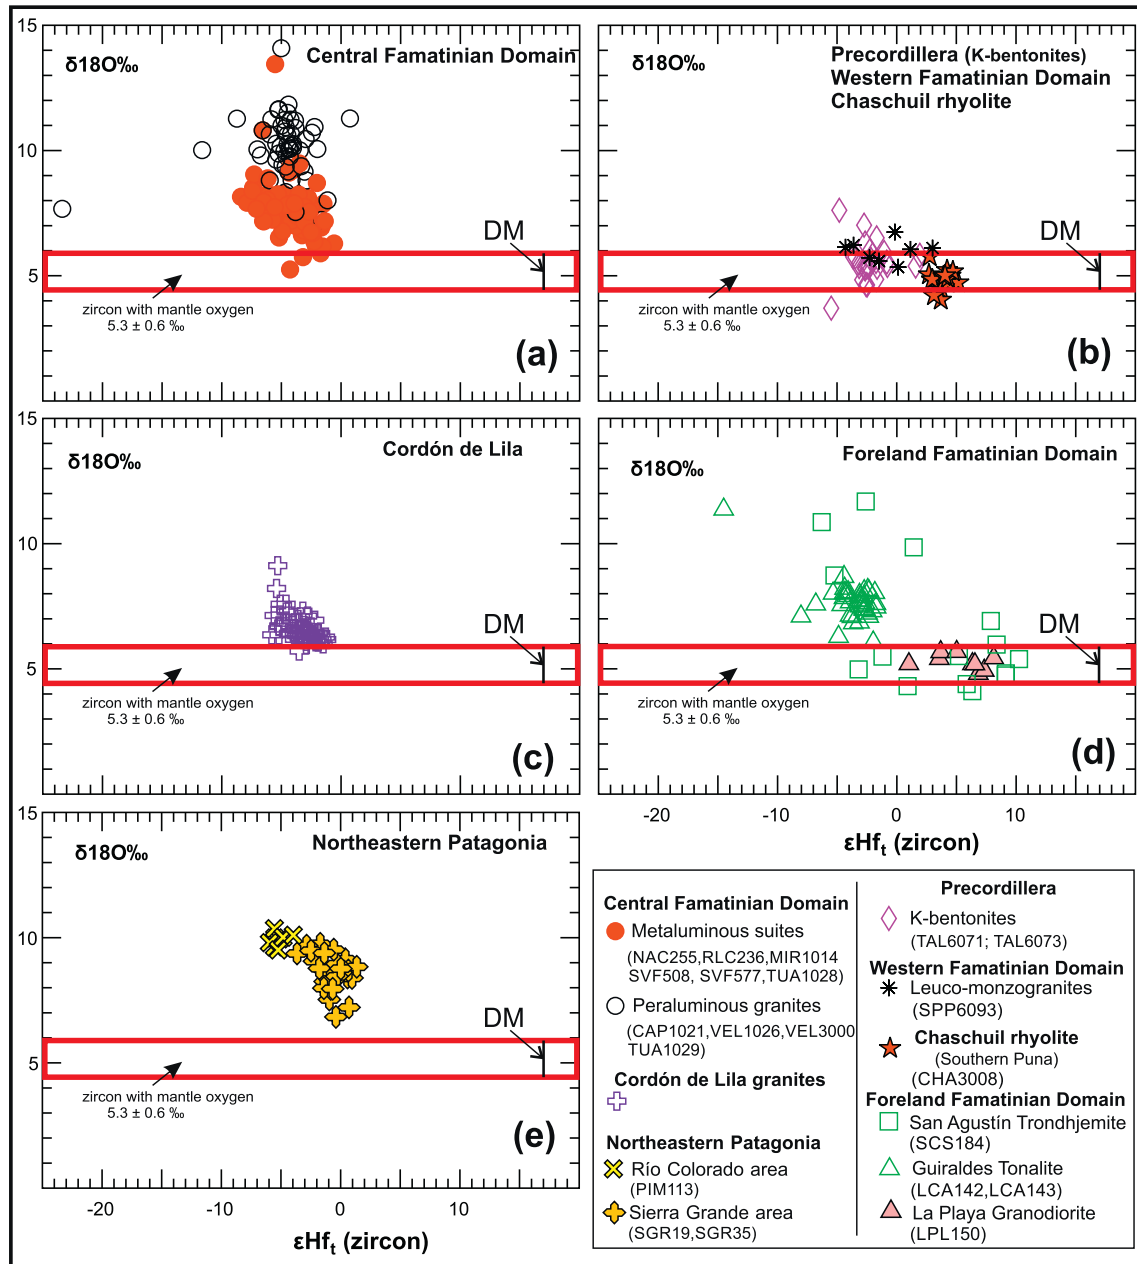 15
10
5
δ18O‰
Central Famatinian Domain
DM
zircon with mantle oxygen
5.3 ± 0.6 ‰
(a)
δ18O‰
Precordillera (K-bentonites)
Western Famatinian Domain
Chaschuil rhyolite
DM
zircon with mantle oxygen
5.3 ± 0.6 ‰
(b)
15
10
5
δ18O‰
Cordón de Lila
DM
zircon with mantle oxygen
5.3 ± 0.6 ‰
(c)
δ18O‰
Foreland Famatinian Domain
DM
zircon with mantle oxygen
5.3 ± 0.6 ‰
(d)
-20
0
10
εHft (zircon)
15
10
5
δ18O‰
Northeastern Patagonia
DM
zircon with mantle oxygen
5.3 ± 0.6 ‰
(e)
-20
-10
0
10
εHft (zircon)
Central Famatinian Domain
Metaluminous suites
(NAC255,RLC236,MIR1014
SVF508, SVF577,TUA1028)
Peraluminous granites
(CAP1021,VEL1026,VEL3000
TUA1029)
Cordón de Lila granites
Northeastern Patagonia
Río Colorado area
(PIM113)
Sierra Grande area
(SGR19,SGR35)
Precordillera
K-bentonites
(TAL6071; TAL6073)
Western Famatinian Domain
Leuco-monzogranites
(SPP6093)
Chaschuil rhyolite
(Southern Puna)
(CHA3008)
Foreland Famatinian Domain
San Agustín Trondhjemite
(SCS184)
Guiraldes Tonalite
(LCA142,LCA143)
La Playa Granodiorite
(LPL150)